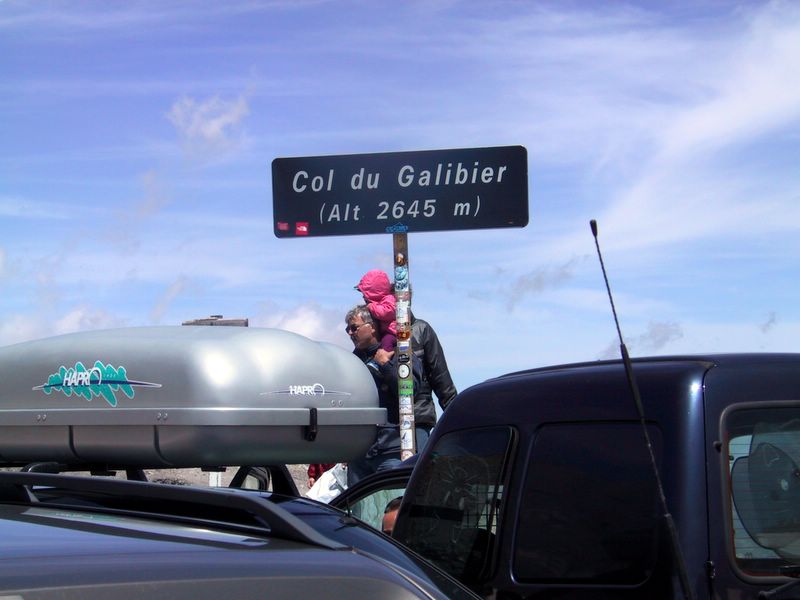 Col du Galibier
(Alt 2645 m)
HAPRO
HAPRO